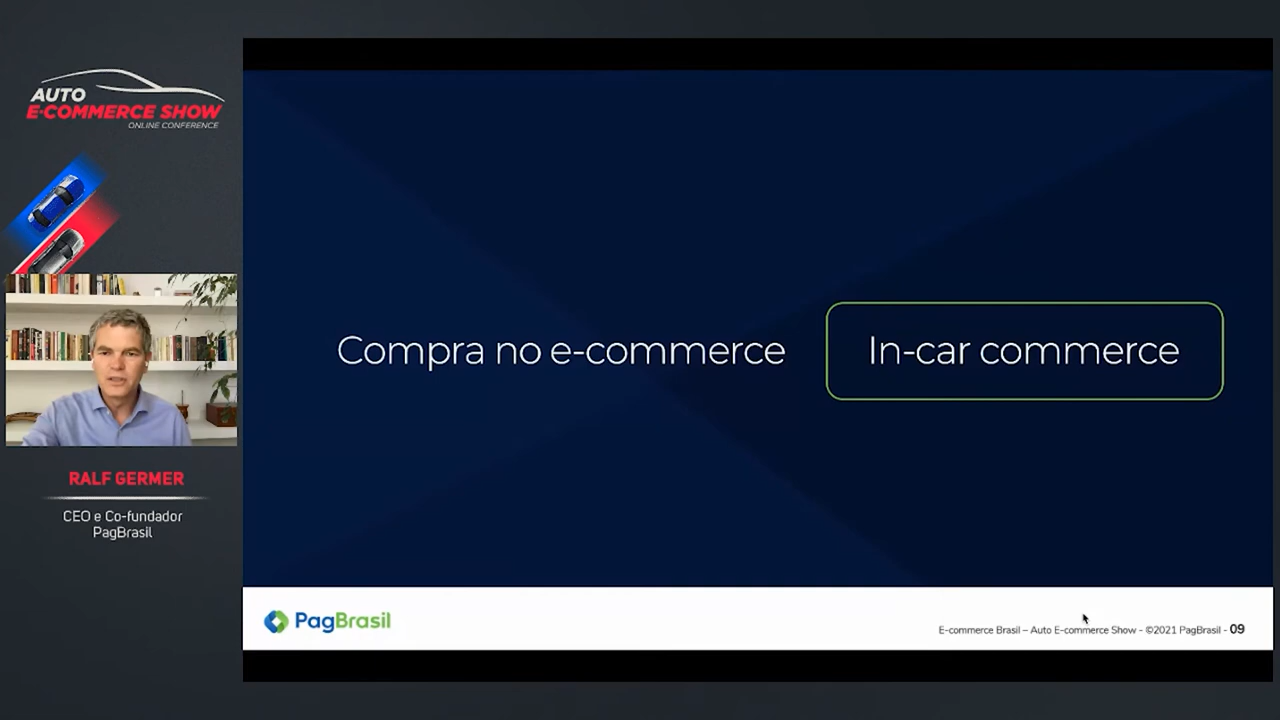 AUTO
E-COMMERCE SHOW
ONLINE CONFERENCE
RALF GERMER
CEO e Co-fundador
PagBrasil
Compra no e-commerce
In-car commerce
PagBrasil
E-commerce Brasil – Auto E-commerce Show - ©2021 PagBrasil - 09